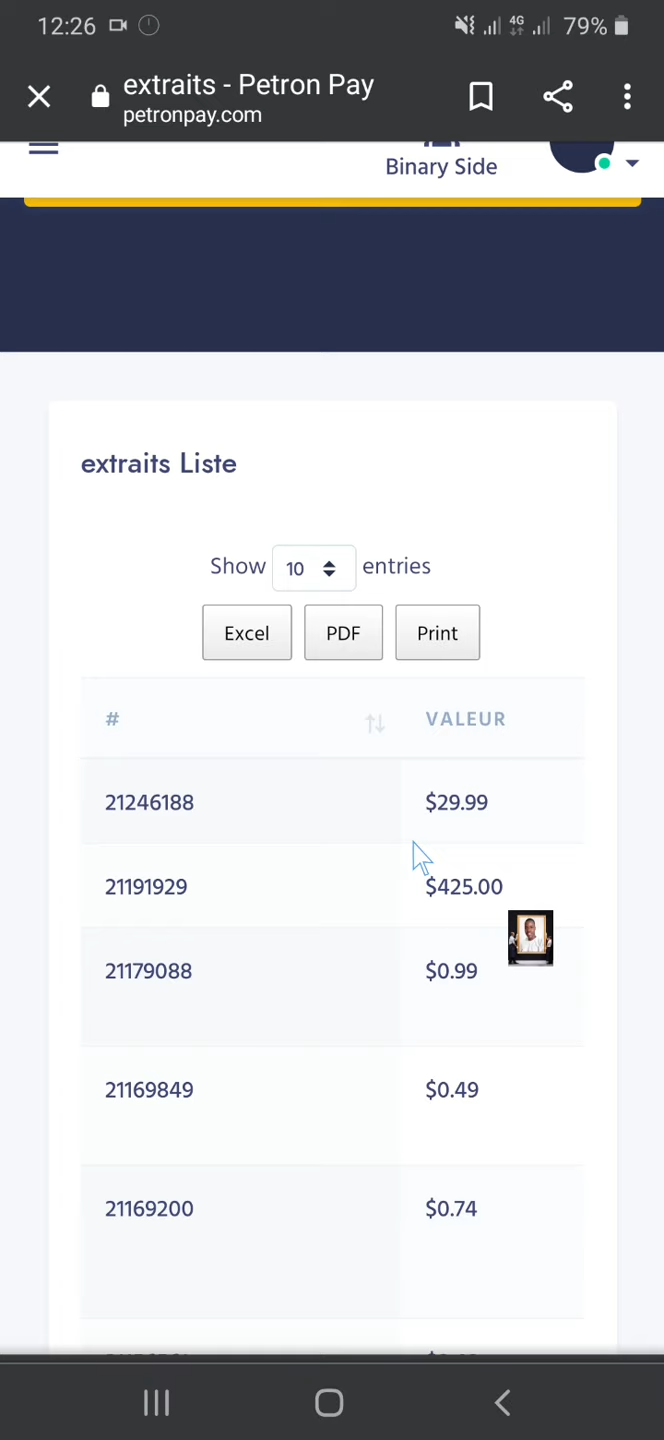 12:26 4G 79%
extraits - Petron Pay
petronpay.com
Binary Side
extraits Liste
Show 10 entries
Excel PDF Print
# VALEUR
21246188 $29.99
21191929 $425.00
21179088 $0.99
21169849 $0.49
21169200 $0.74